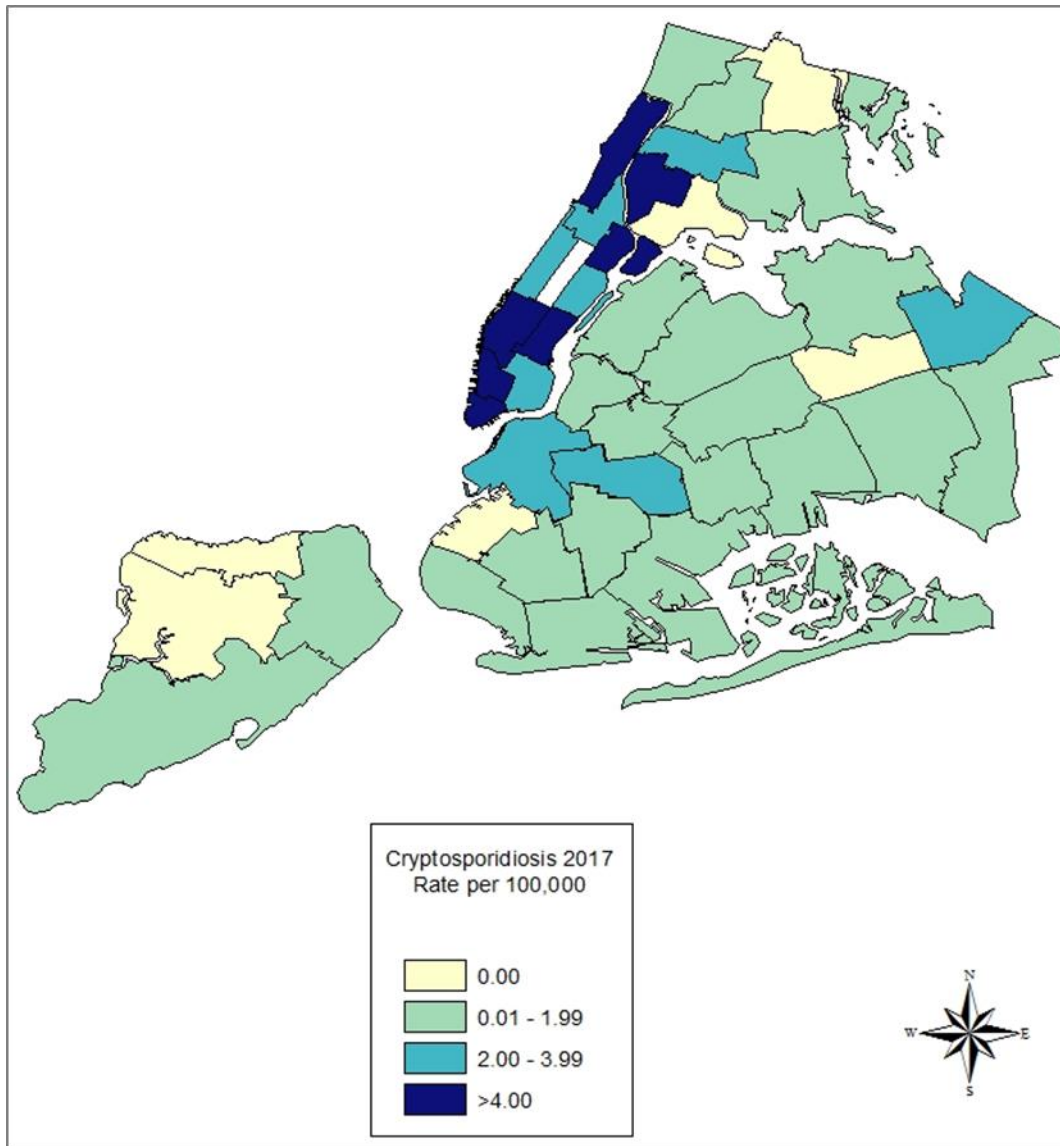 Cryptosporidiosis 2017
Rate per 100,000
0.00
0.01 - 1.99
2.00 - 3.99
>4.00
N
W
E
S